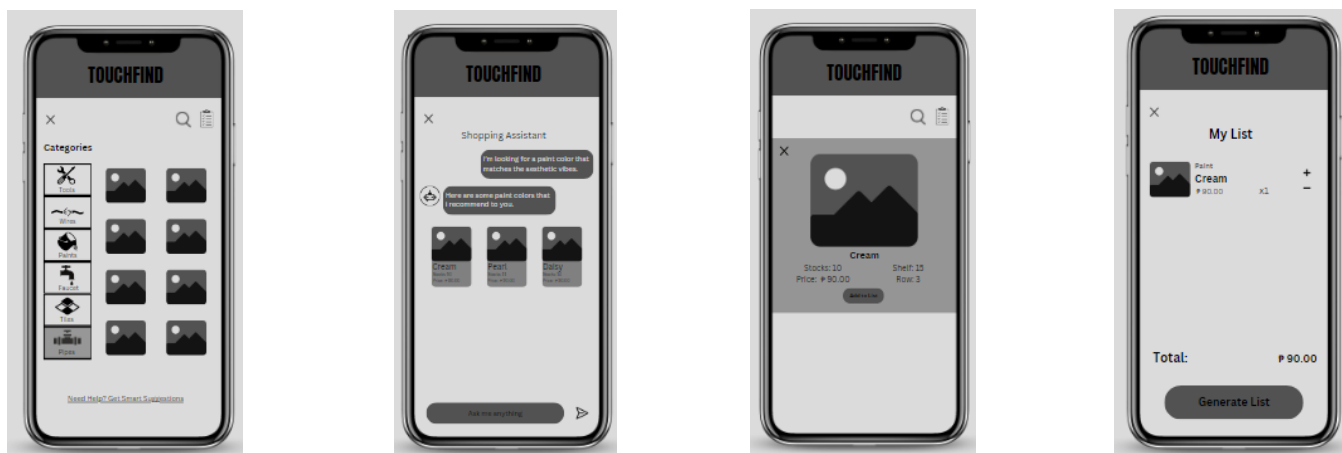 TOUCHFIND
Categories
Tools
Wires
Paints
Faucet
Tiles
Pipes
Need Help? Get Smart Suggestions
TOUCHFIND
Shopping Assistant
I'm looking for a paint color that
matches the aesthetic vibes.
Here are some paint colors that
I recommend to you.
Cream
Pearl
Daisy
Ask me anything
TOUCHFIND
Cream
Stocks: 10
Shelf: 15
Price: ₱90.00
Row: 3
Add to List
TOUCHFIND
My List
Paint
Cream
₱90.00
x1
Total:
₱90.00
Generate List